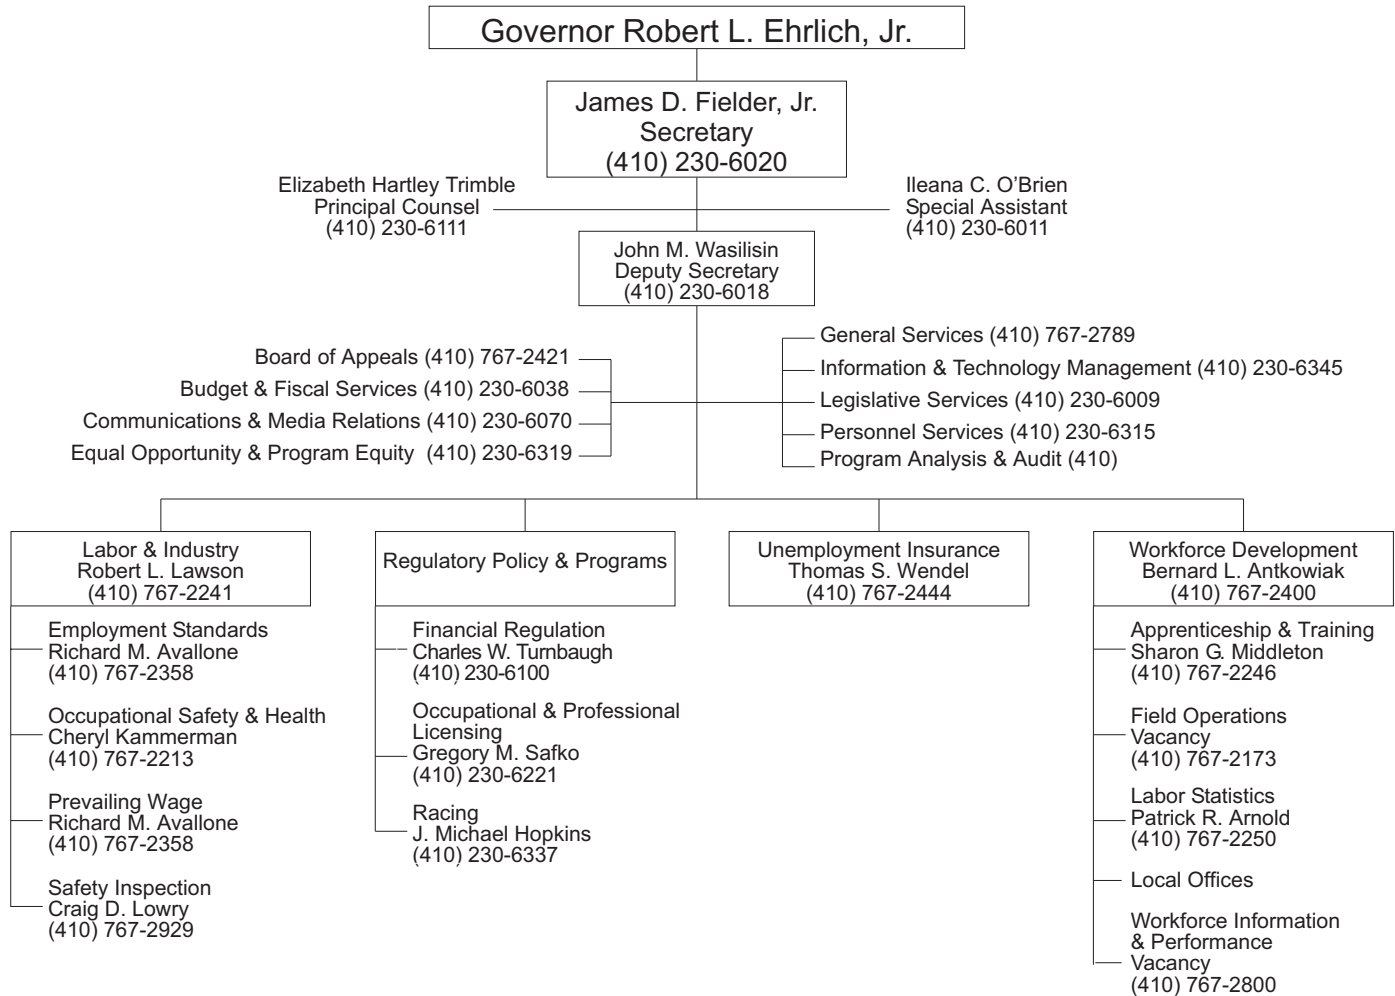 Governor Robert L. Ehrlich, Jr.
James D. Fielder, Jr.
Secretary
(410) 230-6020
Elizabeth Hartley Trimble
Principal Counsel
(410) 230-6111
Ileana C. O’Brien
Special Assistant
(410) 230-6011
John M. Wasilisin
Deputy Secretary
(410) 230-6018
Board of Appeals (410) 767-2421
Budget & Fiscal Services (410) 230-6038
Communications & Media Relations (410) 230-6070
Equal Opportunity & Program Equity (410) 230-6319
General Services (410) 767-2789
Information & Technology Management (410) 230-6345
Legislative Services (410) 230-6009
Personnel Services (410) 230-6315
Program Analysis & Audit (410)
Labor & Industry
Robert L. Lawson
(410) 767-2241
Employment Standards
Richard M. Avallone
(410) 767-2358
Occupational Safety & Health
Cheryl Kammerman
(410) 767-2213
Prevailing Wage
Richard M. Avallone
(410) 767-2358
Safety Inspection
Craig D. Lowry
(410) 767-2929
Regulatory Policy & Programs
Financial Regulation
Charles W. Turnbaugh
(410) 230-6100
Occupational & Professional
Licensing
Gregory M. Safko
(410) 230-6221
Racing
J. Michael Hopkins
(410) 230-6337
Unemployment Insurance
Thomas S. Wendel
(410) 767-2444
Workforce Development
Bernard L. Antkowiak
(410) 767-2400
Apprenticeship & Training
Sharon G. Middleton
(410) 767-2246
Field Operations
Vacancy
(410) 767-2173
Labor Statistics
Patrick R. Arnold
(410) 767-2250
Local Offices
Workforce Information
& Performance
Vacancy
(410) 767-2800